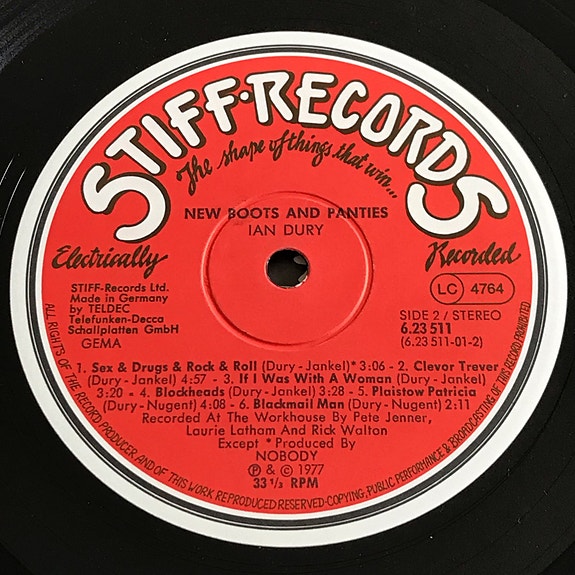 STIFF·RECORDS
The shape of things that win...
NEW BOOTS AND PANTIES
IAN DURY
Electrically
Recorded
STIFF-Records Ltd.
Made in Germany
by TELDEC
Telefunken-Decca
Schallplatten GmbH
GEMA
LC 4764
SIDE 2 / STEREO
6.23 511
(6.23 511-01-2)
1. Sex & Drugs & Rock & Roll (Dury - Jankel)* 3:06 - 2. Clevor Trever
(Dury - Jankel) 4:57 - 3. If I Was With A Woman (Dury - Jankel)
3:20 - 4. Blockheads (Dury - Jankel) 3:28 - 5. Plaistow Patricia
(Dury - Nugent) 4:08 - 6. Blackmail Man (Dury - Nugent) 2:11
Recorded At The Workhouse By Pete Jenner,
Laurie Latham And Rick Walton
Except * Produced By
NOBODY
℗ & © 1977
33 1/3 RPM
ALL RIGHTS OF THE RECORD PRODUCER AND OF THIS WORK REPRODUCED RESERVED-COPYING, PUBLIC PERFORMANCE & BROADCASTING OF THIS RECORD PROHIBITED